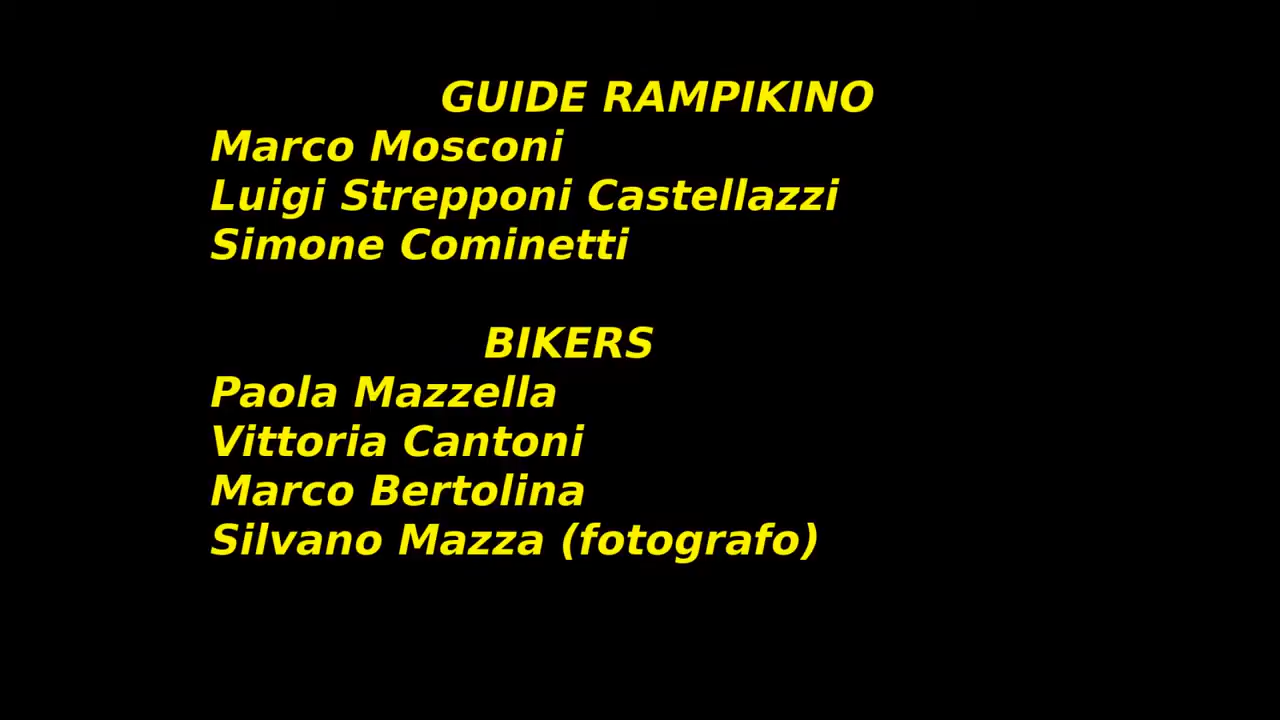 GUIDE RAMPIKINO
Marco Mosconi
Luigi Strepponi Castellazzi
Simone Cominetti
BIKERS
Paola Mazzella
Vittoria Cantoni
Marco Bertolina
Silvano Mazza (fotografo)